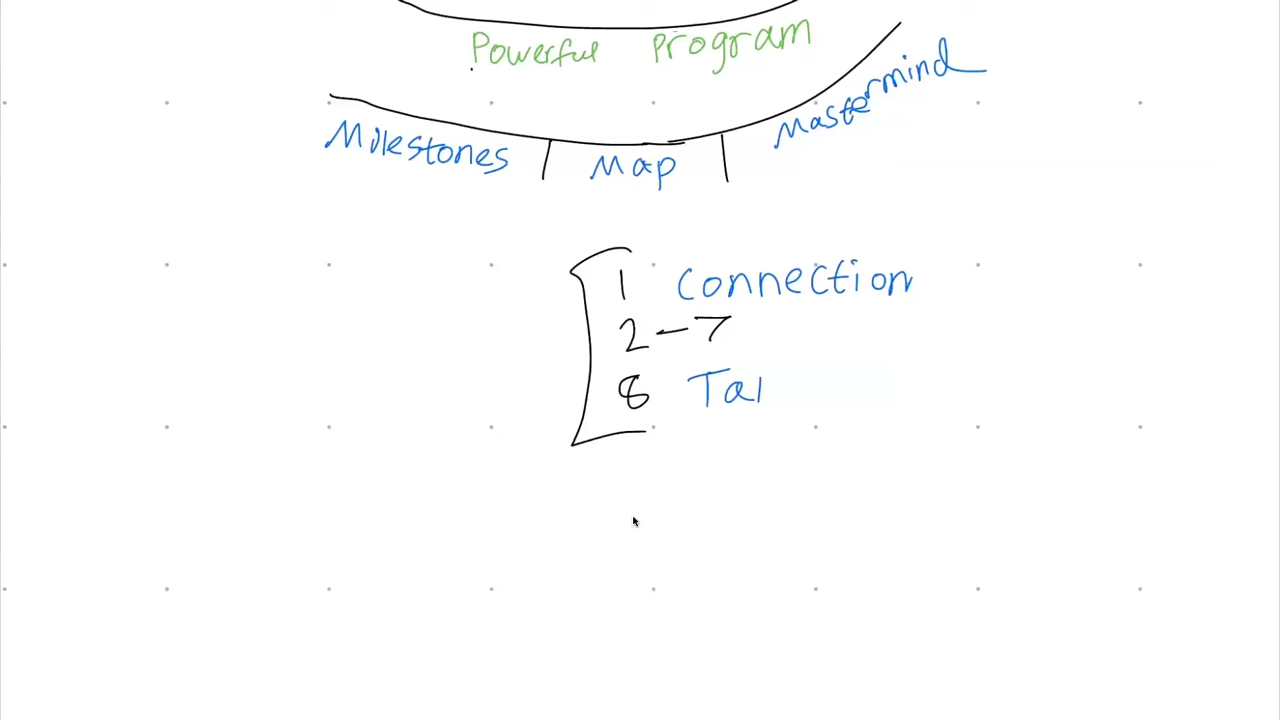 Powerful Program
Milestones Map Mastermind
1 Connection
2-7
8 Tal